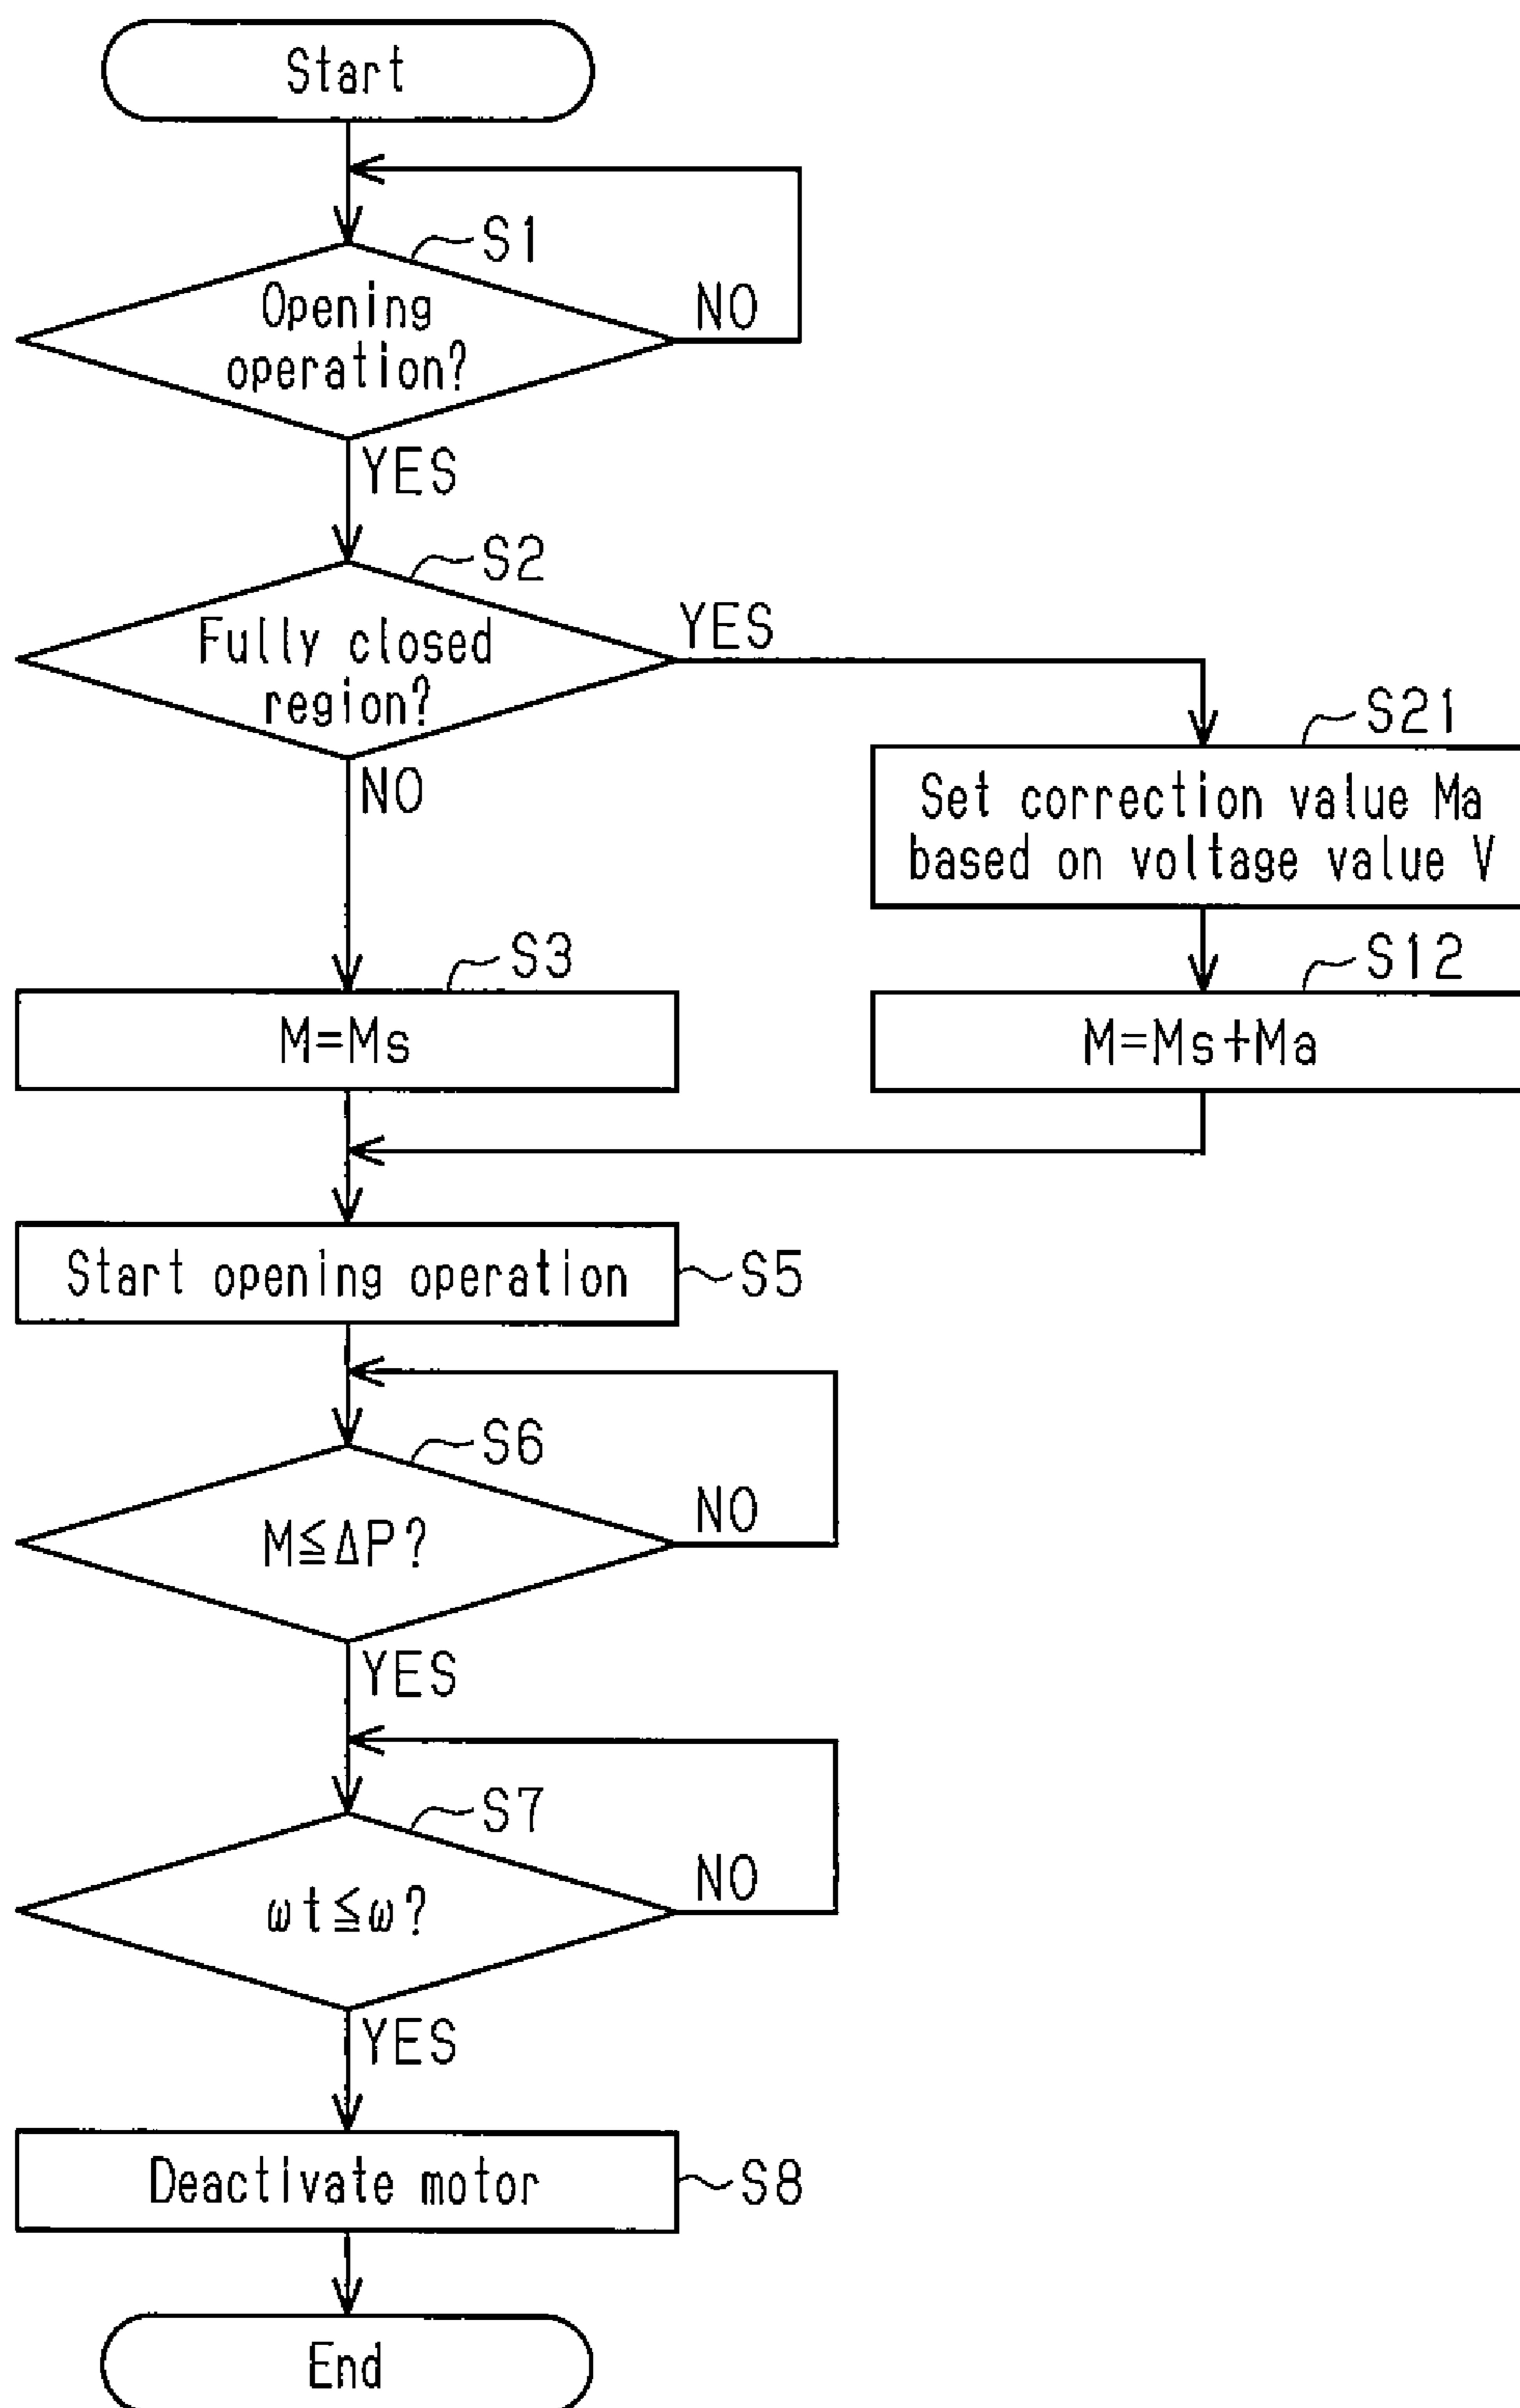 Start
S1
Opening
operation?
NO
YES
S2
Fully closed
region?
YES
NO
S21
Set correction value Ma
based on voltage value V
S3
M=Ms
S12
M=Ms+Ma
Start opening operation
S5
S6
M≦ΔP?
NO
YES
S7
ωt≦ω?
NO
YES
Deactivate motor
S8
End